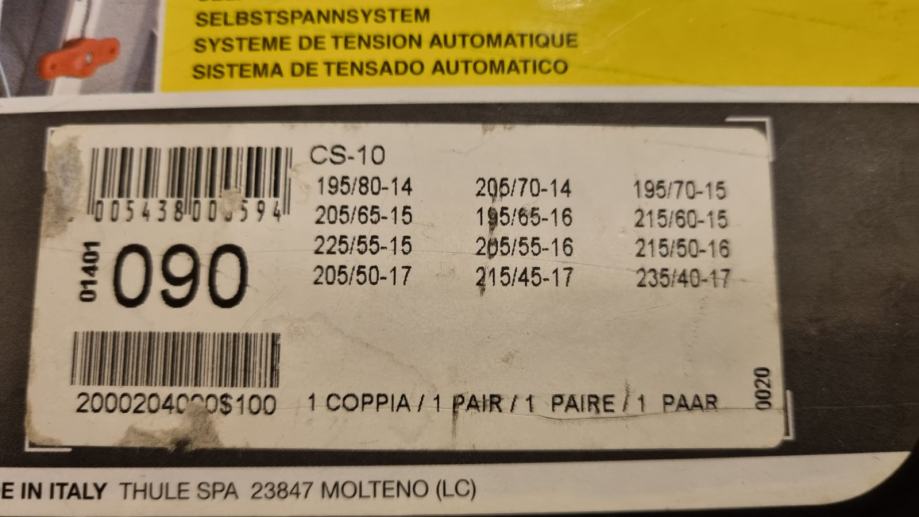 SELBSTSPANNSYSTEM
SYSTEME DE TENSION AUTOMATIQUE
SISTEMA DE TENSADO AUTOMATICO
CS-10
195/80-14 205/70-14 195/70-15
205/65-15 195/65-16 215/60-15
225/55-15 205/55-16 215/50-16
205/50-17 215/45-17 235/40-17
01401
090
1 COPPIA / 1 PAIR / 1 PAIRE / 1 PAAR
0020
IN ITALY THULE SPA 23847 MOLTENO (LC)